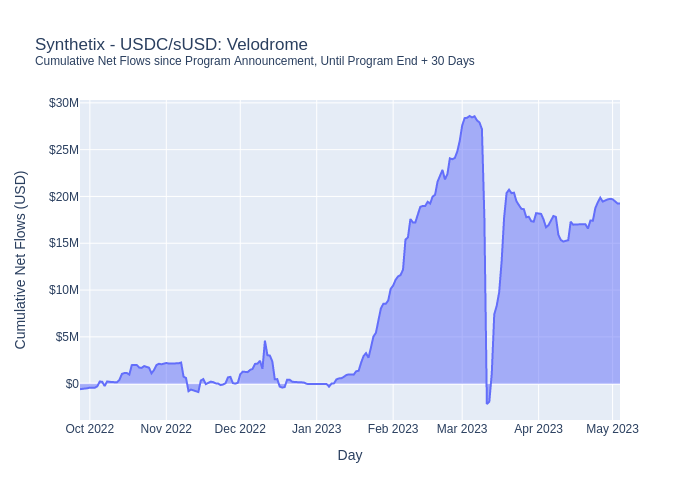 Synthetix - USDC/sUSD: Velodrome
Cumulative Net Flows since Program Announcement, Until Program End + 30 Days
$30M
$25M
$20M
$15M
$10M
$5M
$0
Cumulative Net Flows (USD)
Oct 2022 Nov 2022 Dec 2022 Jan 2023 Feb 2023 Mar 2023 Apr 2023 May 2023
Day